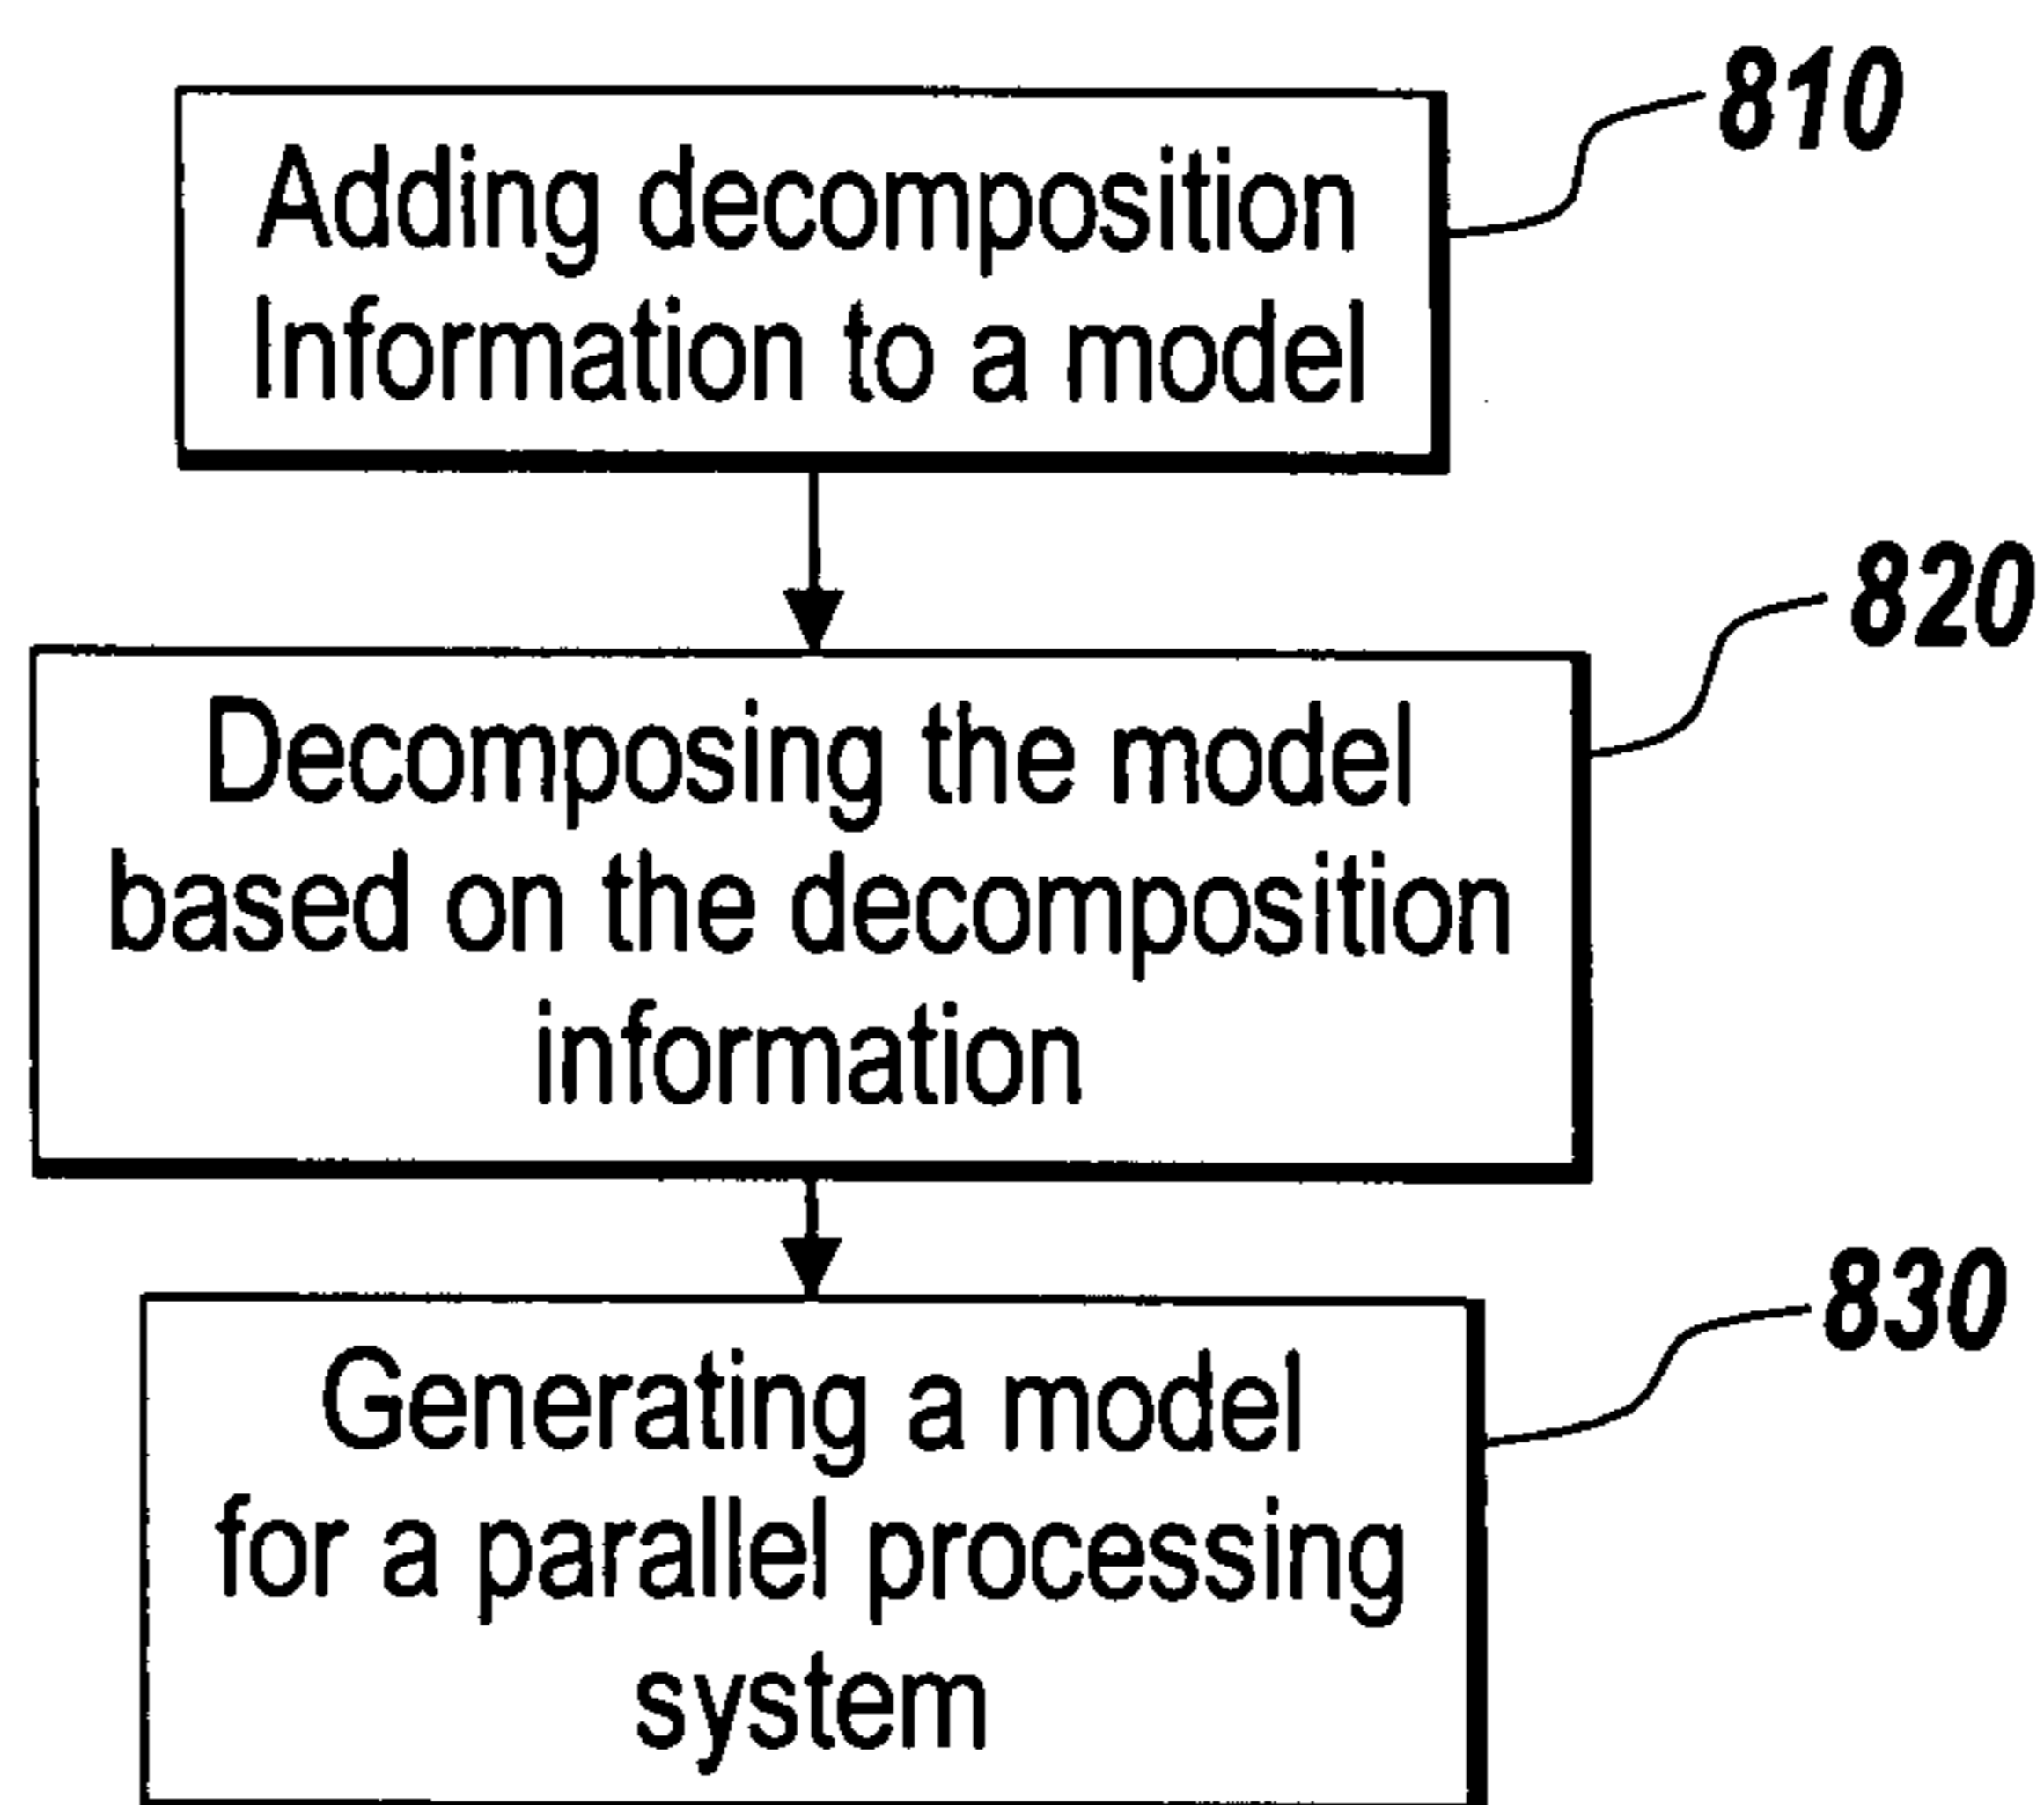 810
Adding decomposition
Information to a model
820
Decomposing the model
based on the decomposition
information
830
Generating a model
for a parallel processing
system